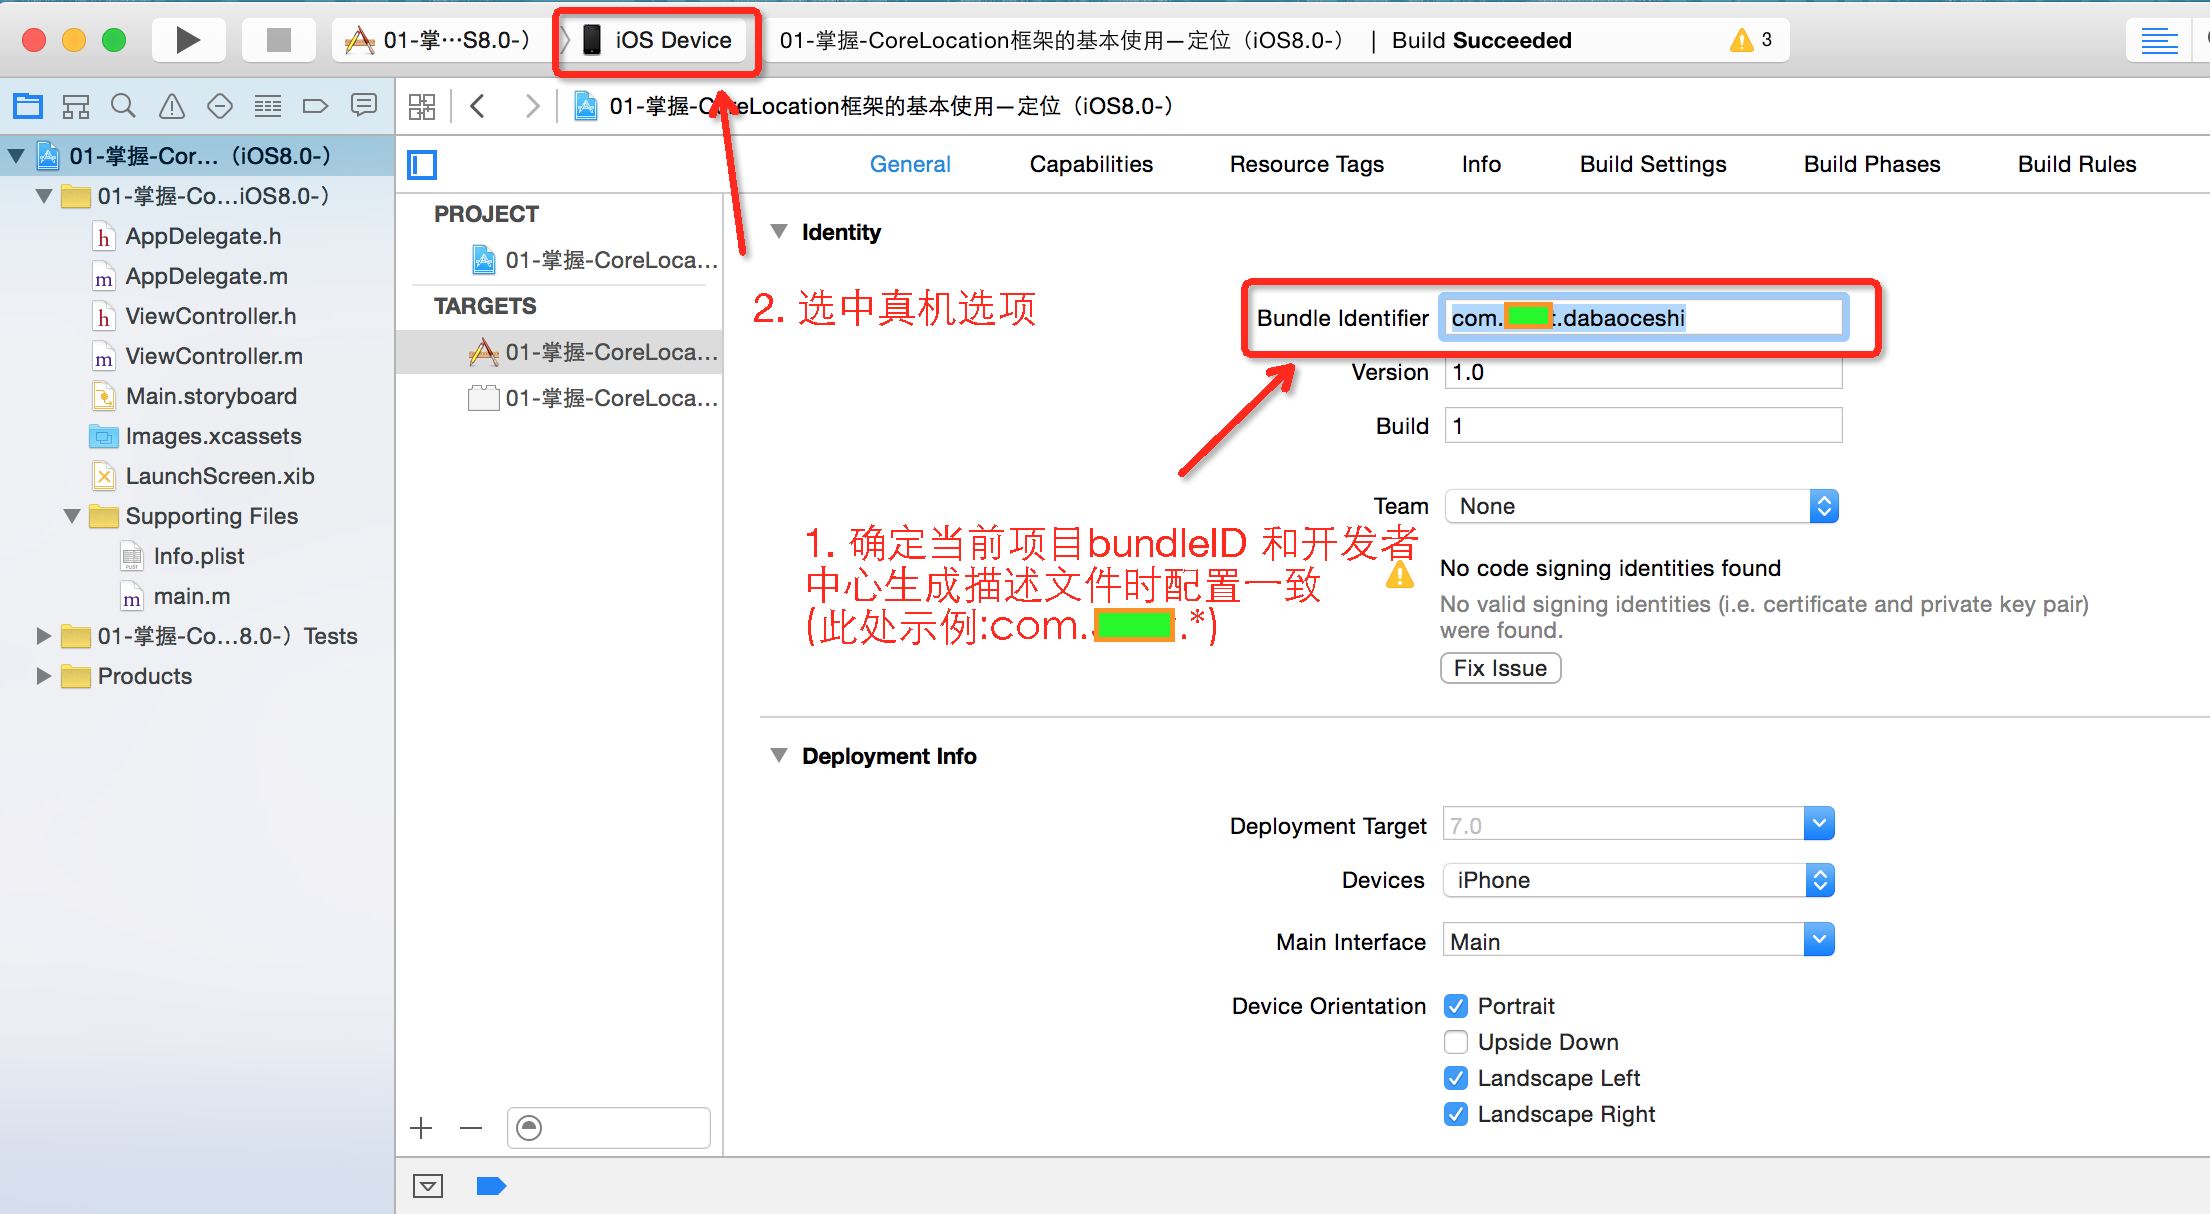 01-掌···S8.0-）
iOS Device
01-掌握-CoreLocation框架的基本使用—定位（iOS8.0-） | Build Succeeded
3
01-掌握-CoreLocation框架的基本使用—定位（iOS8.0-）
01-掌握-Cor...（iOS8.0-）
01-掌握-Co...iOS8.0-）
h AppDelegate.h
m AppDelegate.m
h ViewController.h
m ViewController.m
Main.storyboard
Images.xcassets
LaunchScreen.xib
Supporting Files
Info.plist
m main.m
01-掌握-Co...8.0-）Tests
Products
General Capabilities Resource Tags Info Build Settings Build Phases Build Rules
PROJECT
01-掌握-CoreLoca...
TARGETS
01-掌握-CoreLoca...
01-掌握-CoreLoca...
Identity
2. 选中真机选项
Bundle Identifier com. .dabaoceshi
Version 1.0
Build 1
Team None
1. 确定当前项目bundleID 和开发者
中心生成描述文件时配置一致
(此处示例:com. .*)
No code signing identities found
No valid signing identities (i.e. certificate and private key pair)
were found.
Fix Issue
Deployment Info
Deployment Target 7.0
Devices iPhone
Main Interface Main
Device Orientation Portrait
Upside Down
Landscape Left
Landscape Right